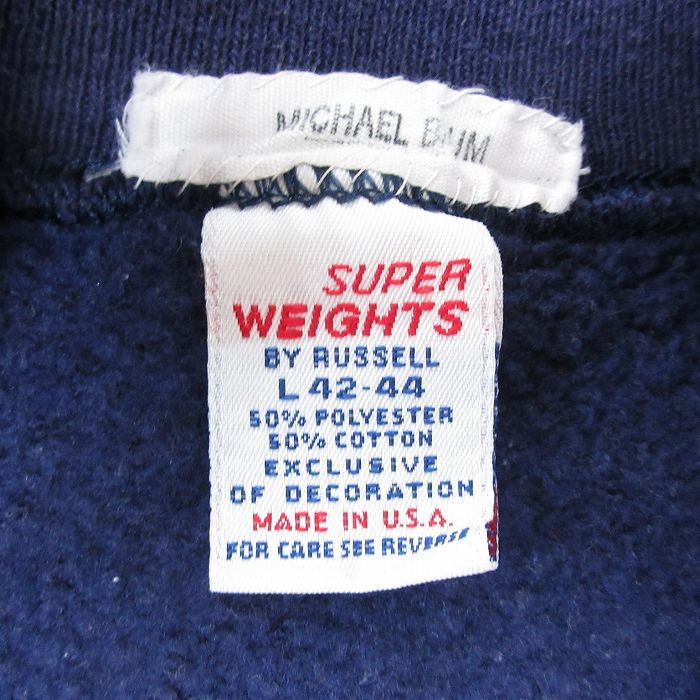 MICHAEL
SUPER
WEIGHTS
BY RUSSELL
L 42-44
50% POLYESTER
50% COTTON
EXCLUSIVE
OF DECORATION
MADE IN U.S.A.
FOR CARE SEE REVERSE